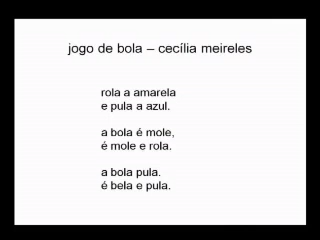 jogo de bola – cecília meireles
rola a amarela
e pula a azul.
a bola é mole,
é mole e rola.
a bola pula.
é bela e pula.